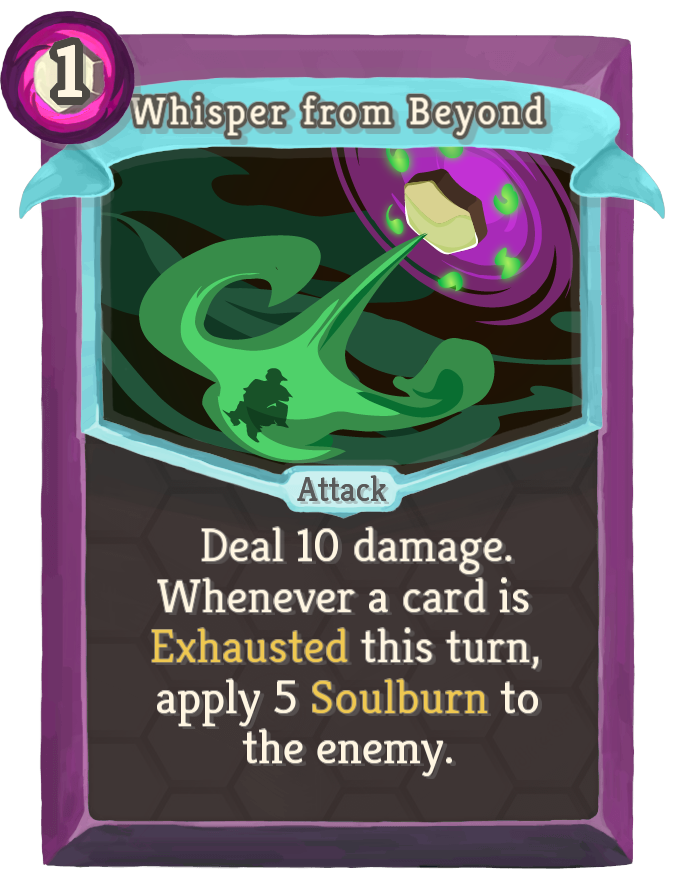 1
Whisper from Beyond
Attack
Deal 10 damage.
Whenever a card is
Exhausted this turn,
apply 5 Soulburn to
the enemy.